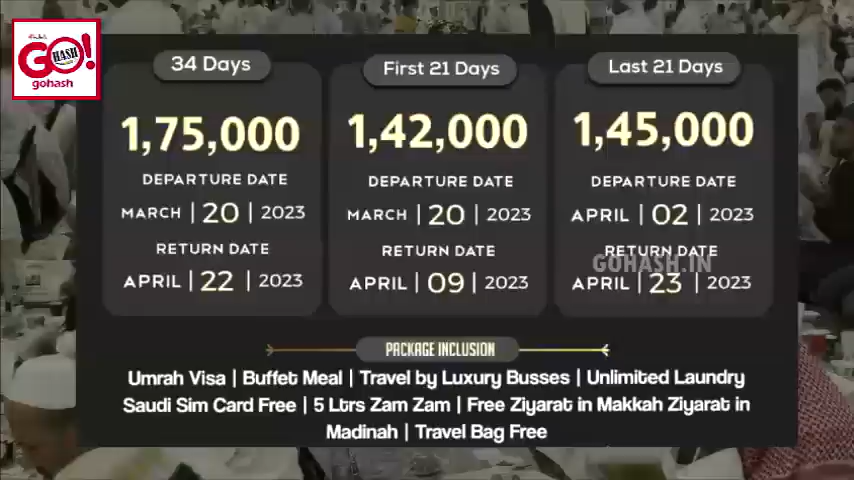 GO!
HASH
gohash
34 Days
1,75,000
DEPARTURE DATE
MARCH | 20 | 2023
RETURN DATE
APRIL | 22 | 2023
First 21 Days
1,42,000
DEPARTURE DATE
MARCH | 20 | 2023
RETURN DATE
APRIL | 09 | 2023
Last 21 Days
1,45,000
DEPARTURE DATE
APRIL | 02 | 2023
RETURN DATE
GOHASH.IN
APRIL | 23 | 2023
PACKAGE INCLUSION
Umrah Visa | Buffet Meal | Travel by Luxury Busses | Unlimited Laundry
Saudi Sim Card Free | 5 Ltrs Zam Zam | Free Ziyarat in Makkah Ziyarat in
Madinah | Travel Bag Free